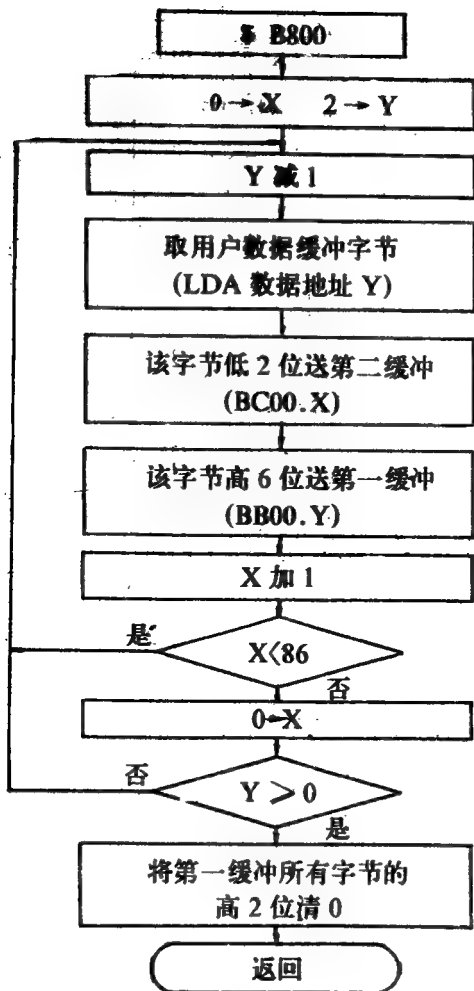 $ B800
0→X 2→Y
Y 减 1
取用户数据缓冲字节
(LDA 数据地址 Y)
该字节低 2 位送第二缓冲
(BC00.X)
该字节高 6 位送第一缓冲
(BB00.Y)
X 加 1
是
X<86
否
0→X
否
Y ≥ 0
是
将第一缓冲所有字节的
高 2 位清 0
返回